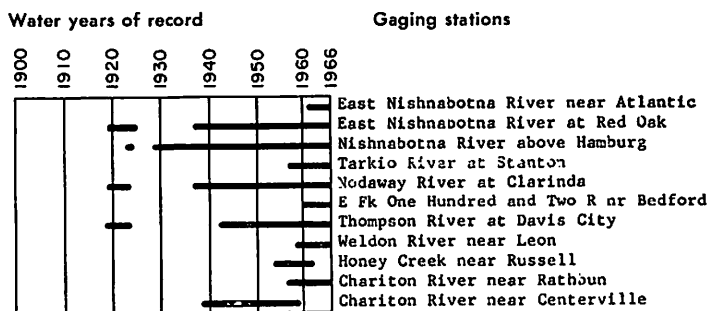 Water years of record Gaging stations
1900 1910 1920 1930 1940 1950 1960 1966
East Nishnabotna River near Atlantic
East Nishnabotna River at Red Oak
Nishnabotna River above Hamburg
Tarkio River at Stanton
Nodaway River at Clarinda
E Fk One Hundred and Two R nr Bedford
Thompson River at Davis City
Weldon River near Leon
Honey Creek near Russell
Chariton River near Rathbun
Chariton River near Centerville